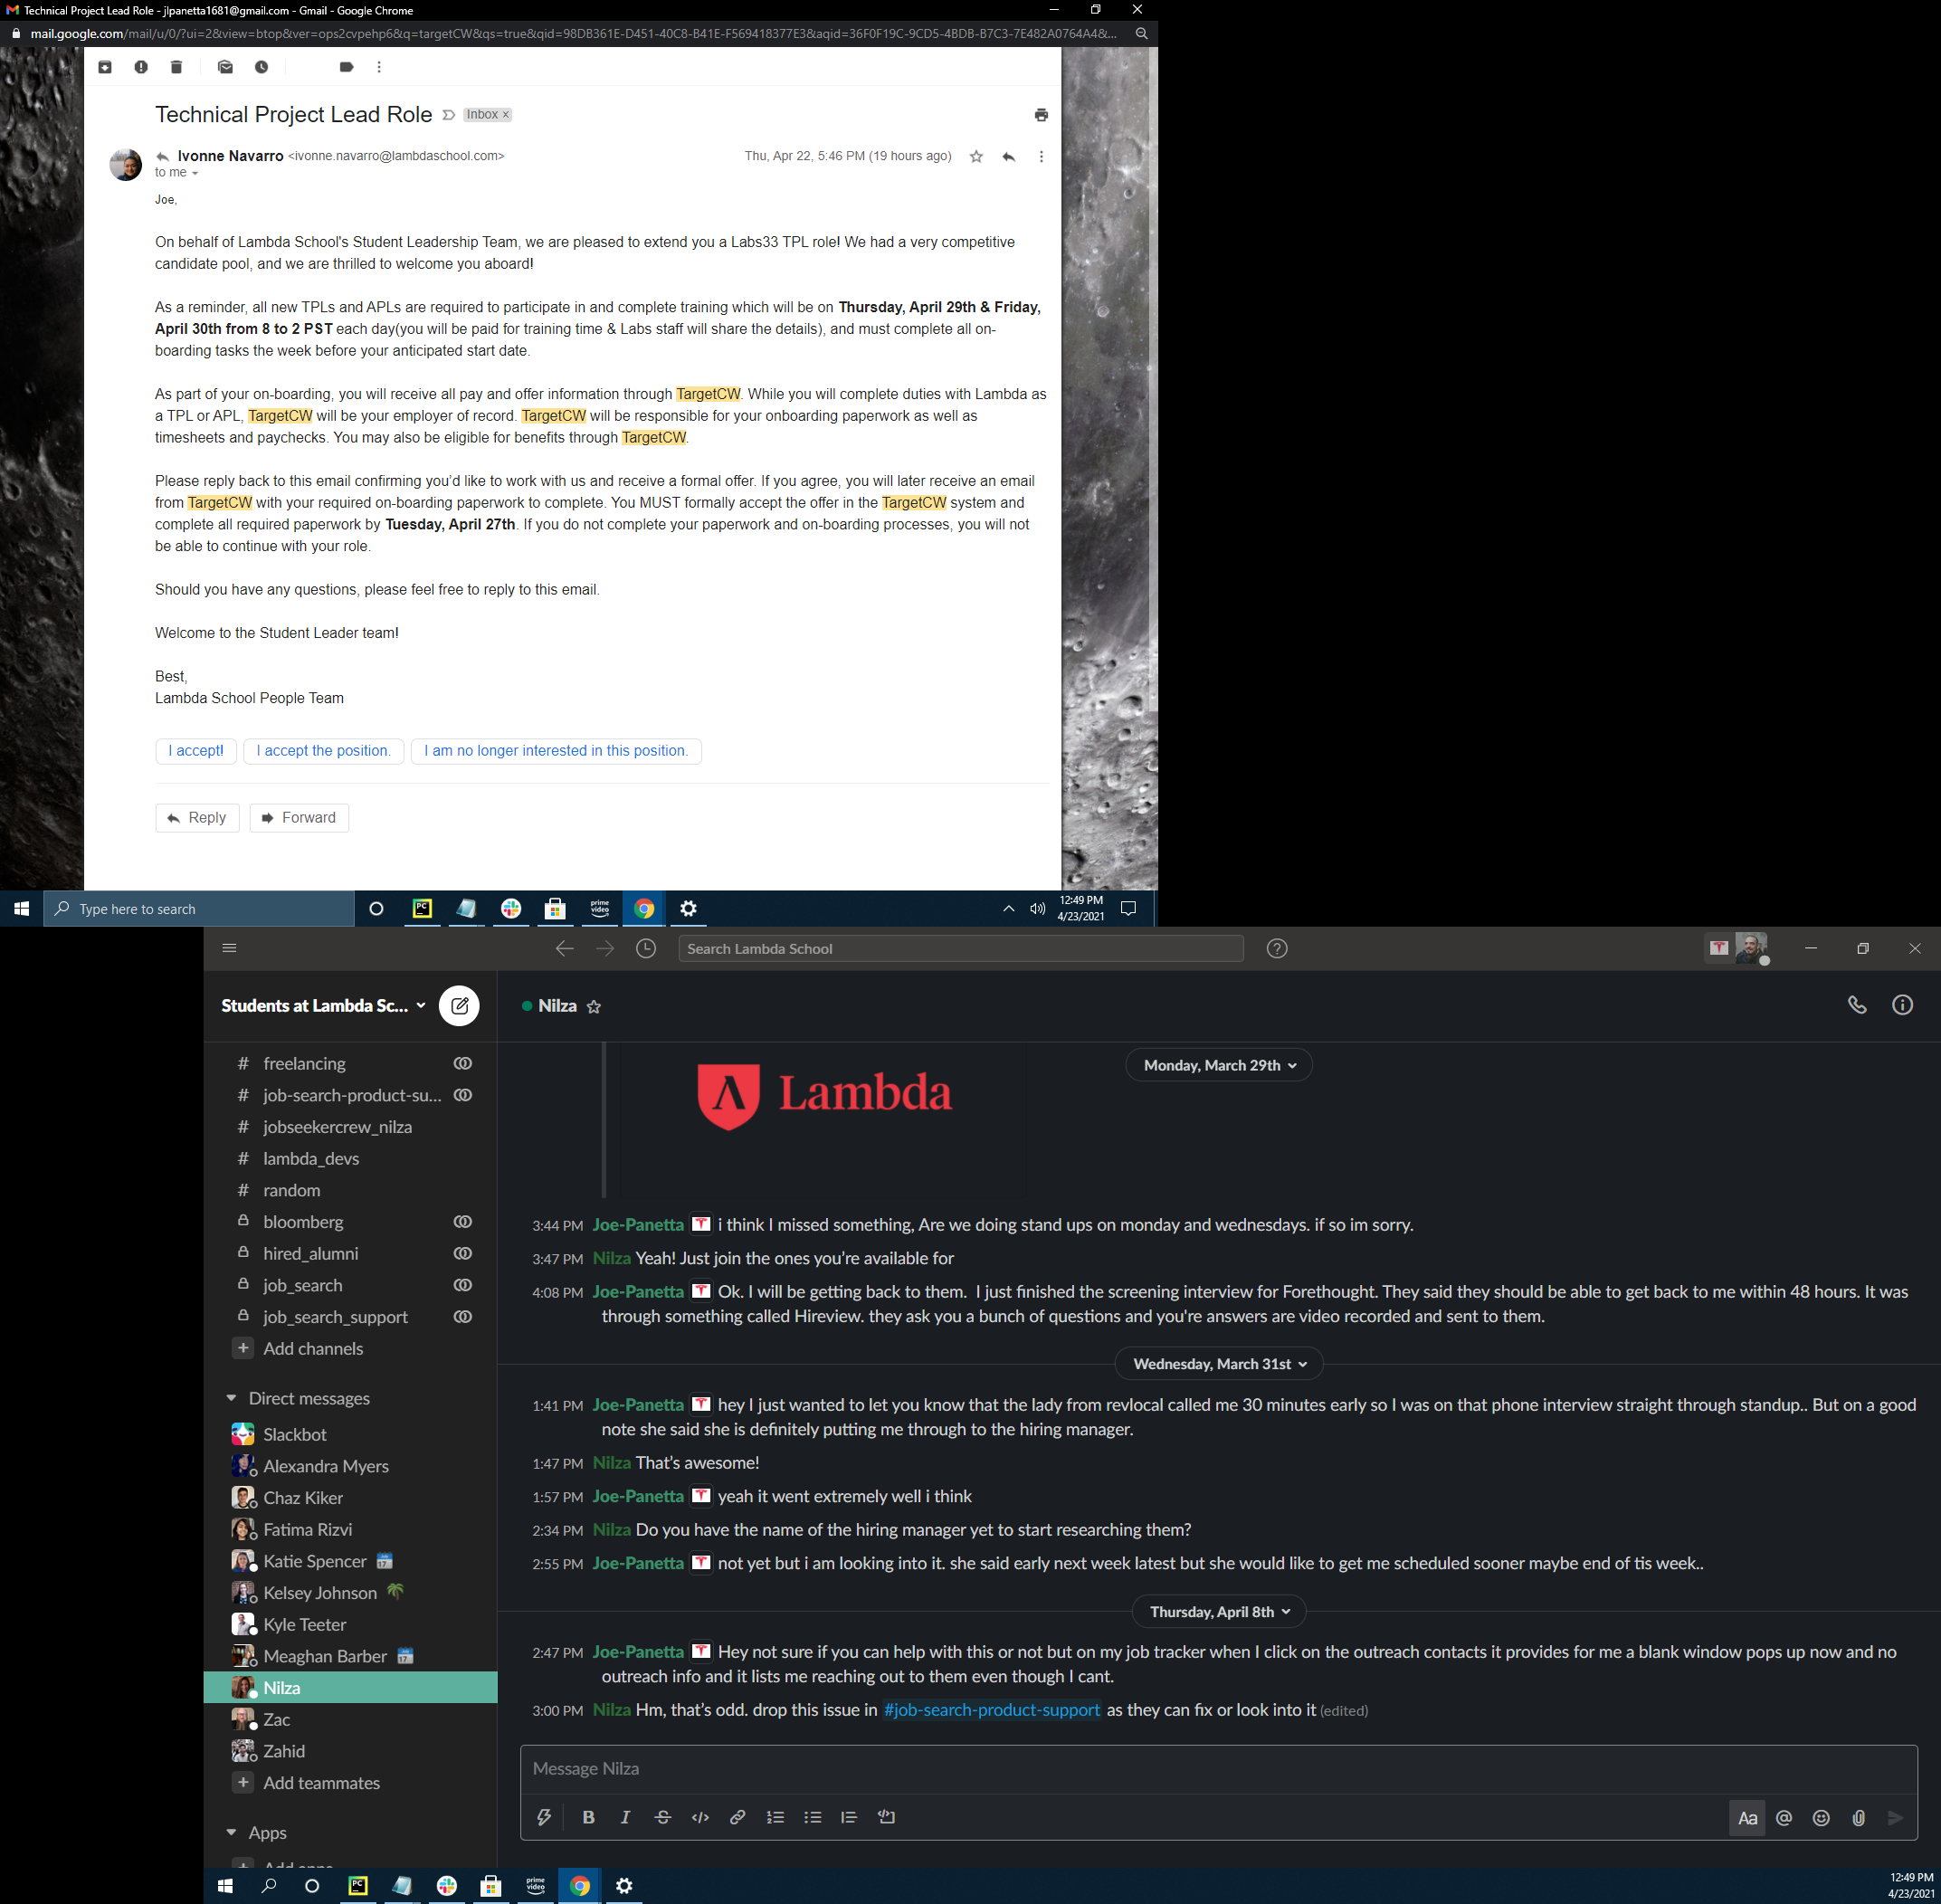 Technical Project Lead Role - jlpanetta1681@gmail.com - Gmail - Google Chrome
mail.google.com/mail/u/0/?ui=2&view=btop&ver=ops2cvpehp6&q=targetCW&qs=true&qid=98DB361E-D451-40C8-B41E-F569418377E3&aqid=36F0F19C-9CD5-4BDB-B7C3-7E482A0764A4&...
Technical Project Lead Role Inbox ×
Ivonne Navarro <ivonne.navarro@lambdaschool.com> Thu, Apr 22, 5:46 PM (19 hours ago)
to me
Joe,
On behalf of Lambda School's Student Leadership Team, we are pleased to extend you a Labs33 TPL role! We had a very competitive
candidate pool, and we are thrilled to welcome you aboard!
As a reminder, all new TPLs and APLs are required to participate in and complete training which will be on Thursday, April 29th & Friday,
April 30th from 8 to 2 PST each day(you will be paid for training time & Labs staff will share the details), and must complete all on-
boarding tasks the week before your anticipated start date.
As part of your on-boarding, you will receive all pay and offer information through TargetCW. While you will complete duties with Lambda as
a TPL or APL, TargetCW will be your employer of record. TargetCW will be responsible for your onboarding paperwork as well as
timesheets and paychecks. You may also be eligible for benefits through TargetCW.
Please reply back to this email confirming you'd like to work with us and receive a formal offer. If you agree, you will later receive an email
from TargetCW with your required on-boarding paperwork to complete. You MUST formally accept the offer in the TargetCW system and
complete all required paperwork by Tuesday, April 27th. If you do not complete your paperwork and on-boarding processes, you will not
be able to continue with your role.
Should you have any questions, please feel free to reply to this email.
Welcome to the Student Leader team!
Best,
Lambda School People Team
I accept! I accept the position. I am no longer interested in this position.
Reply Forward
Type here to search PC prime video 12:49 PM
4/23/2021
Search Lambda School
Students at Lambda Sc...
# freelancing
# job-search-product-su...
# jobseekercrew_nilza
# lambda_devs
# random
bloomberg
hired_alumni
job_search
job_search_support
+ Add channels
Direct messages
Slackbot
Alexandra Myers
Chaz Kiker
Fatima Rizvi
Katie Spencer
Kelsey Johnson
Kyle Teeter
Meaghan Barber
Nilza
Zac
Zahid
+ Add teammates
Apps
+ Add apps
Nilza
Monday, March 29th
Lambda
3:44 PM Joe-Panetta i think I missed something, Are we doing stand ups on monday and wednesdays. if so im sorry.
3:47 PM Nilza Yeah! Just join the ones you're available for
4:08 PM Joe-Panetta Ok. I will be getting back to them. I just finished the screening interview for Forethought. They said they should be able to get back to me within 48 hours. It was
through something called Hireview. they ask you a bunch of questions and you're answers are video recorded and sent to them.
Wednesday, March 31st
1:41 PM Joe-Panetta hey I just wanted to let you know that the lady from revlocal called me 30 minutes early so I was on that phone interview straight through standup.. But on a good
note she said she is definitely putting me through to the hiring manager.
1:47 PM Nilza That's awesome!
1:57 PM Joe-Panetta yeah it went extremely well i think
2:34 PM Nilza Do you have the name of the hiring manager yet to start researching them?
2:55 PM Joe-Panetta not yet but i am looking into it. she said early next week latest but she would like to get me scheduled sooner maybe end of tis week..
Thursday, April 8th
2:47 PM Joe-Panetta Hey not sure if you can help with this or not but on my job tracker when I click on the outreach contacts it provides for me a blank window pops up now and no
outreach info and it lists me reaching out to them even though I cant.
3:00 PM Nilza Hm, that's odd. drop this issue in #job-search-product-support as they can fix or look into it (edited)
Message Nilza
B I S </> Aa @
PC prime video 12:49 PM
4/23/2021